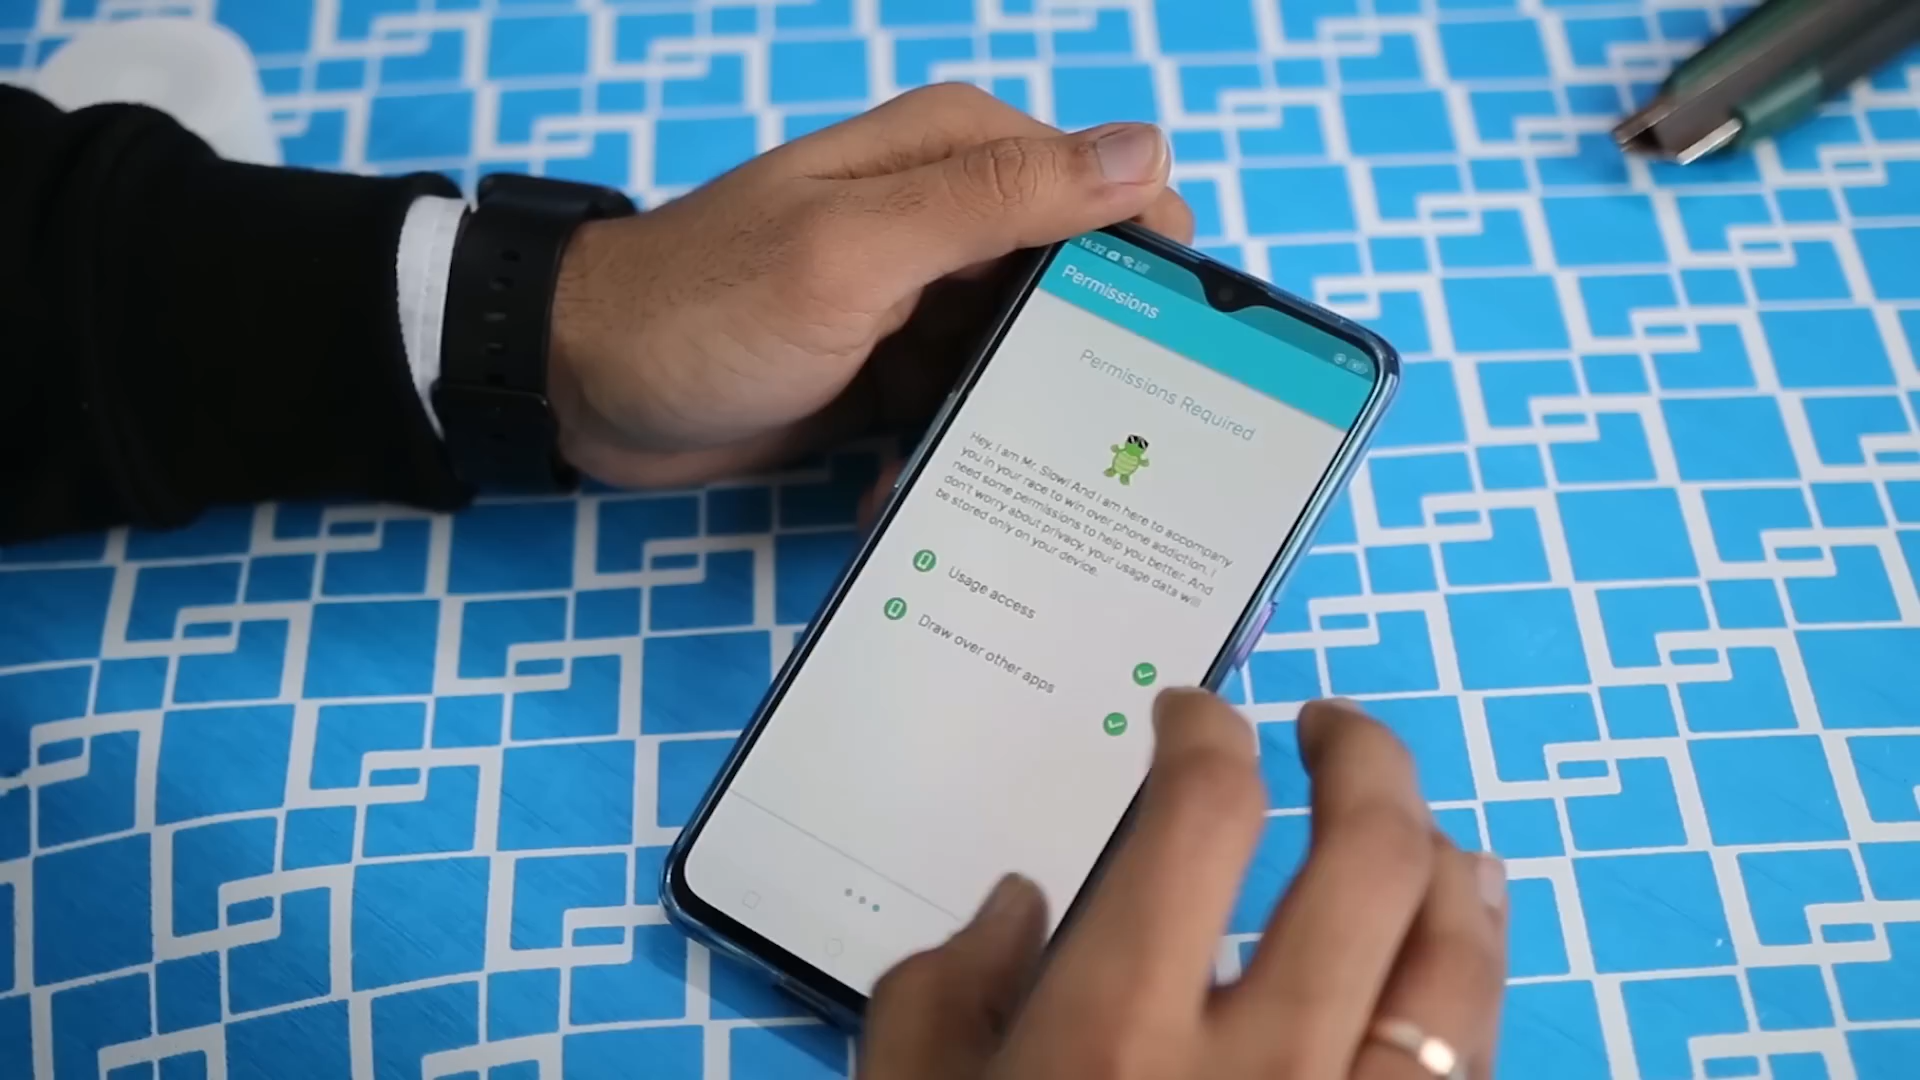 16:32
Permissions
Permissions Required
Hey, I am Mr. Slow! And I am here to accompany
you in your race to win over phone addiction. I
need some permissions to help you better. And
don't worry about privacy, your usage data will
be stored only on your device.
Usage access
Draw over other apps